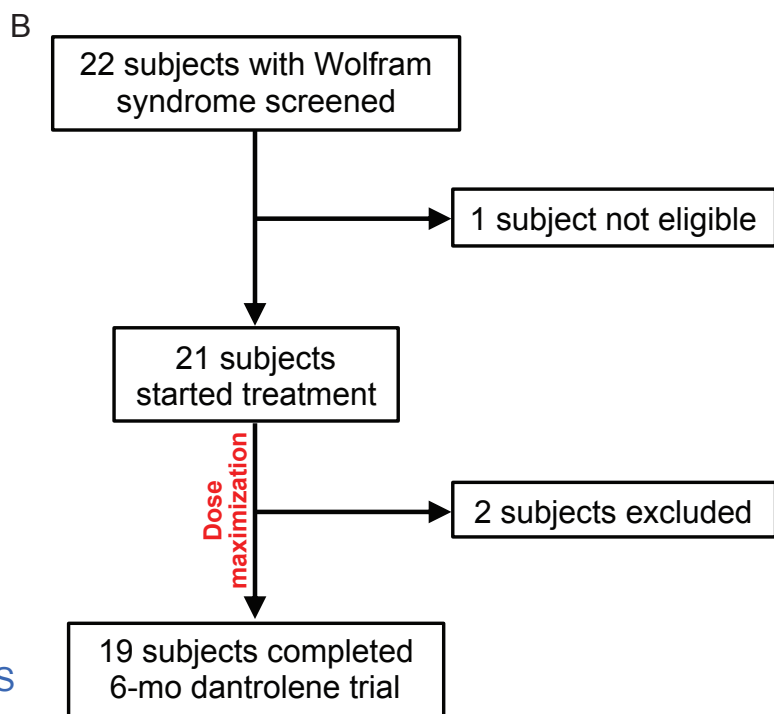 B
22 subjects with Wolfram
syndrome screened
1 subject not eligible
21 subjects
started treatment
Dose
maximization
2 subjects excluded
19 subjects completed
6-mo dantrolene trial
S